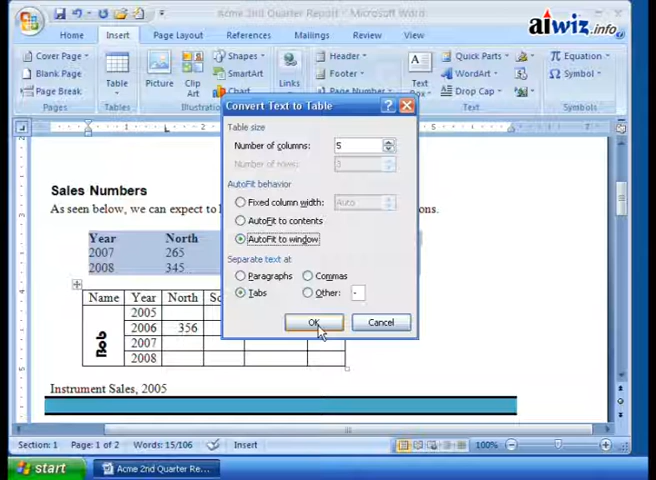 Acme 2nd Quarter Report - Microsoft Word
aiwiz.info
Home Insert Page Layout References Mailings Review View
Cover Page
Blank Page
Page Break
Pages
Table
Tables
Picture
Clip
Art
Shapes
SmartArt
Chart
Links
Header
Footer
Page Number
Text
Box
Quick Parts
WordArt
Drop Cap
Text
Equation
Symbol
Symbols
Convert Text to Table
Table size
Number of columns: 5
Number of rows: 3
AutoFit behavior
Fixed column width: Auto
AutoFit to contents
AutoFit to window
Separate text at
Paragraphs Commas
Tabs Other: -
OK Cancel
Sales Numbers
As seen below, we can expect to
Year North
2007 265
2008 345
Name Year North
2005
Bob 2006 356
2007
2008
Instrument Sales, 2005
Section: 1 Page: 1 of 2 Words: 15/106 Insert 100%
start Acme 2nd Quarter Repo...